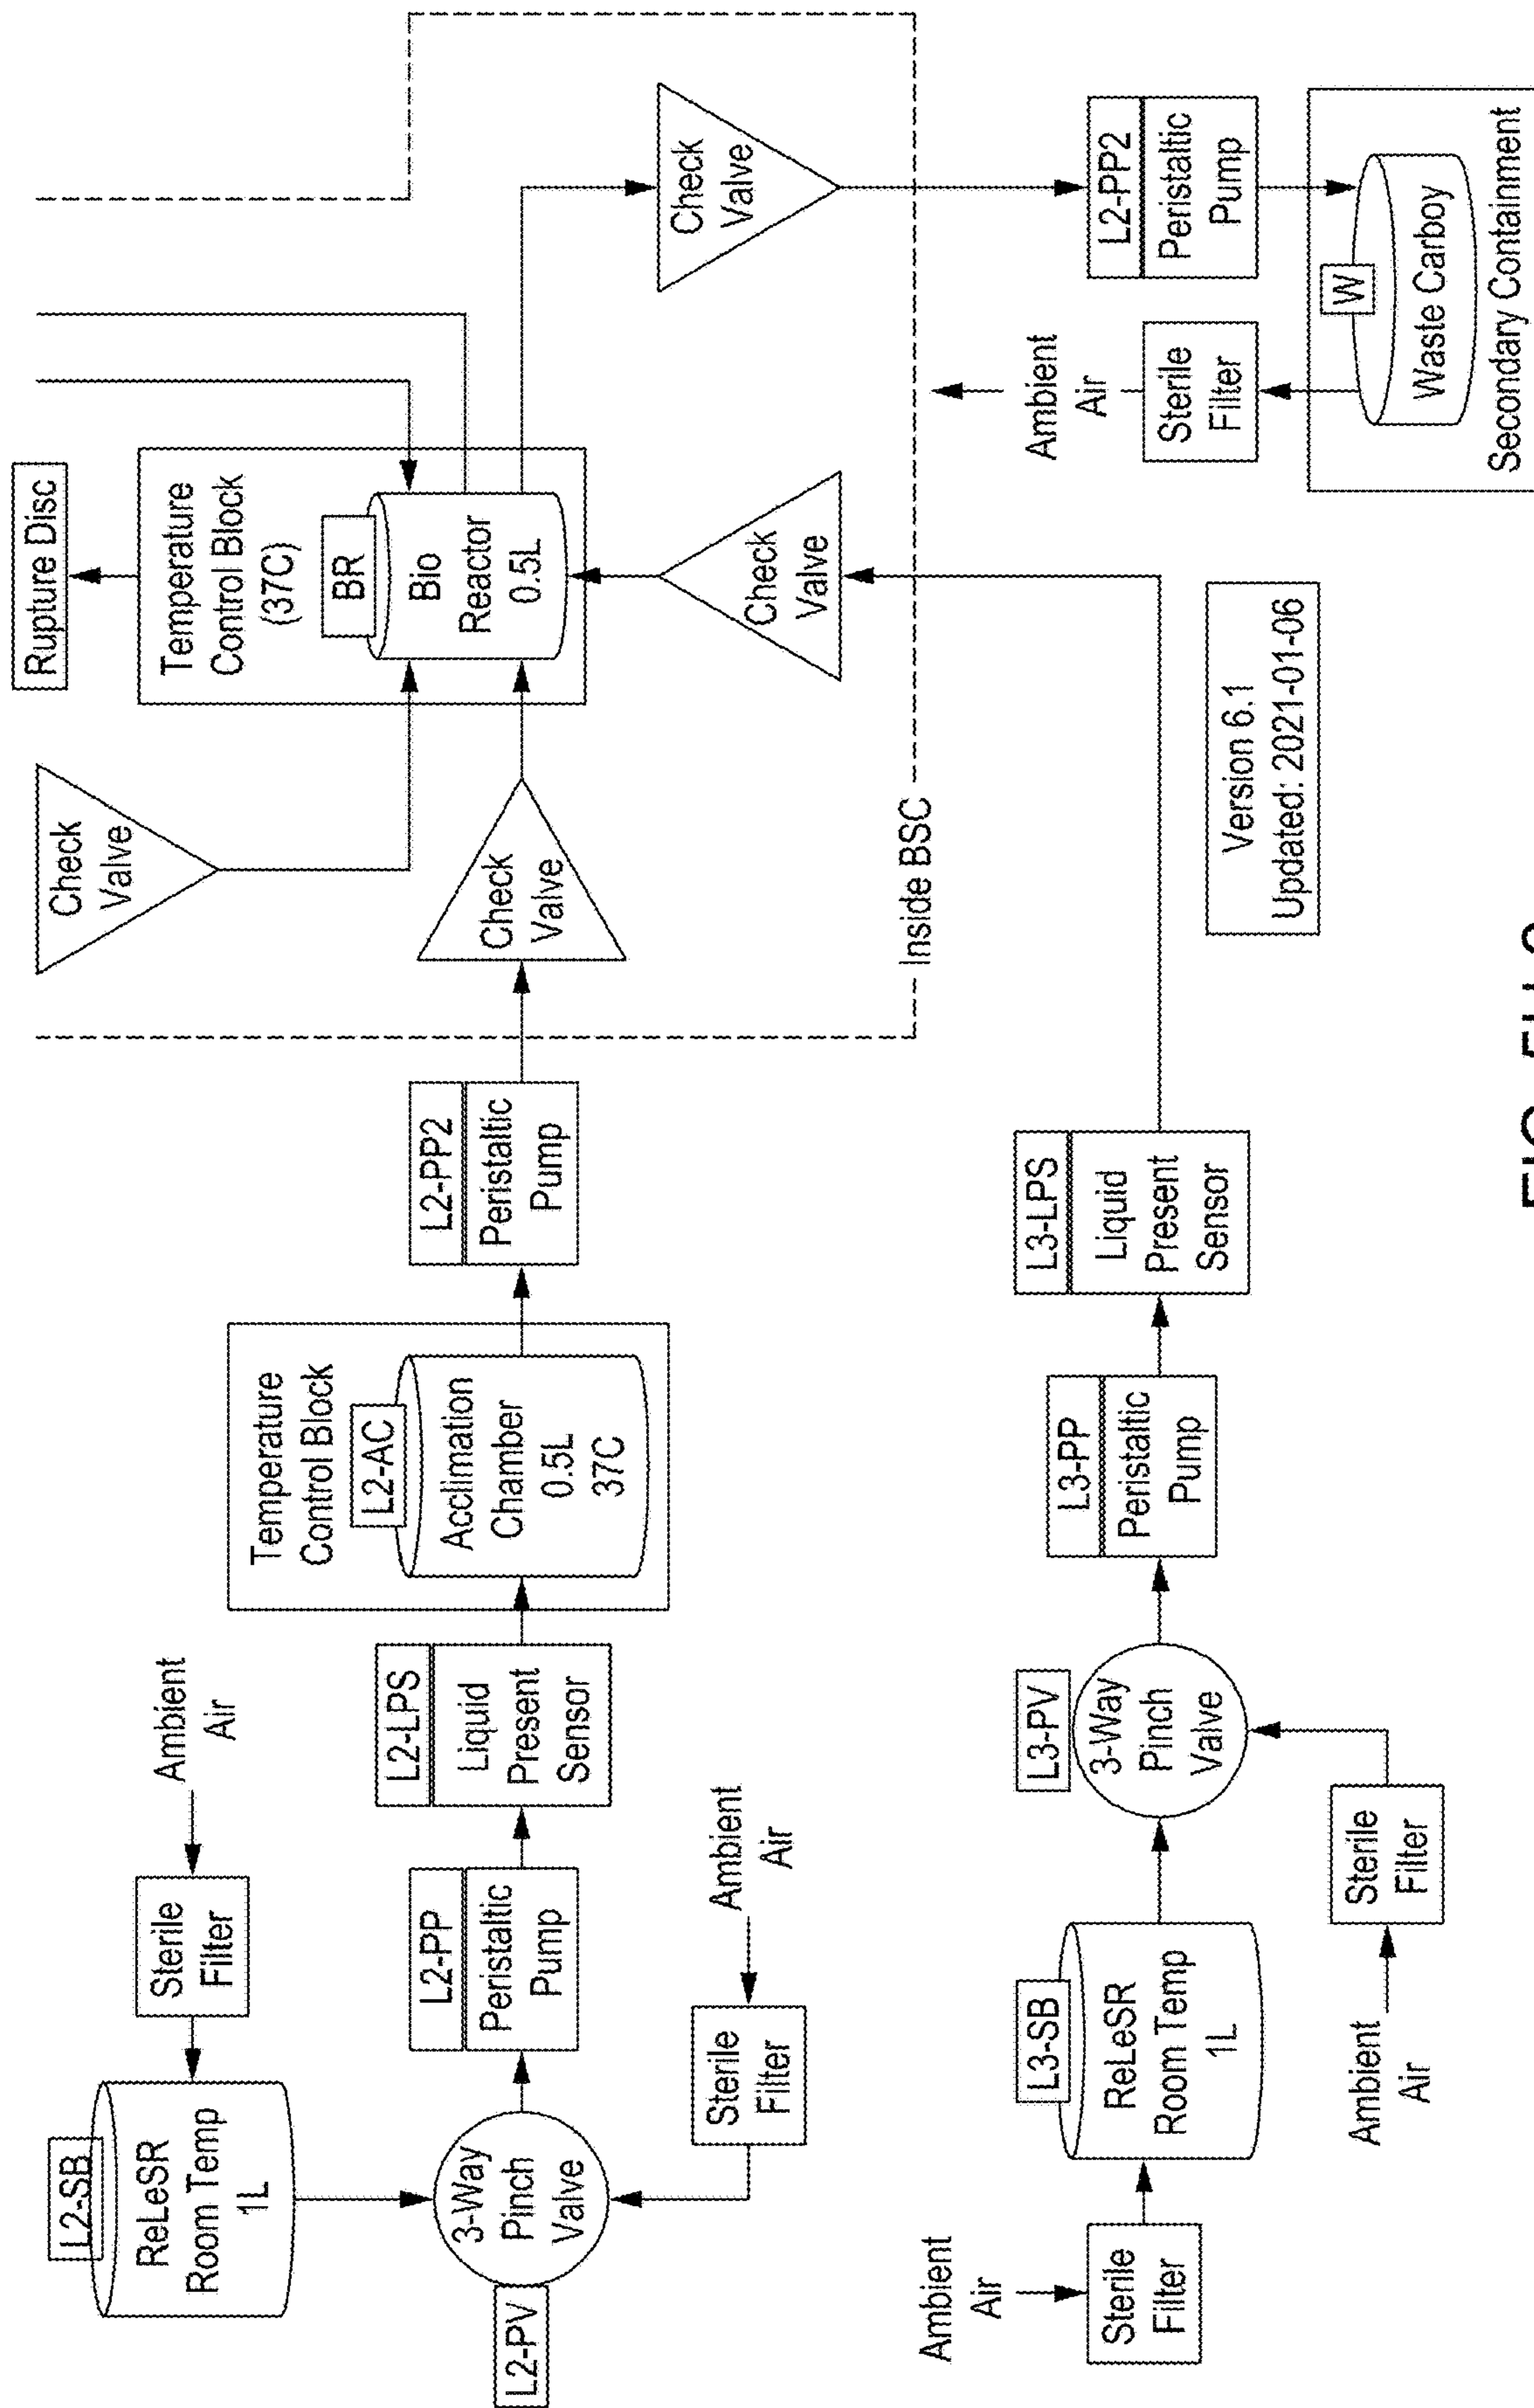 L2-SB
ReLeSR
Room Temp
1L
Sterile
Filter
Ambient
Air
L2-PV
3-Way
Pinch
Valve
L2-PP
Peristaltic
Pump
L2-LPS
Liquid
Present
Sensor
Temperature
Control Block
L2-AC
Acclimation
Chamber
0.5L
37C
L2-PP2
Peristaltic
Pump
Sterile
Filter
Ambient
Air
Check
Valve
Check
Valve
Rupture Disc
Temperature
Control Block
(37C)
BR
Bio
Reactor
0.5L
Check
Valve
Check
Valve
Inside BSC
Ambient
Air
Sterile
Filter
L3-SB
ReLeSR
Room Temp
1L
L3-PV
3-Way
Pinch
Valve
Ambient
Air
Sterile
Filter
L3-PP
Peristaltic
Pump
L3-LPS
Liquid
Present
Sensor
Version 6.1
Updated: 2021-01-06
Ambient
Air
Sterile
Filter
L2-PP2
Peristaltic
Pump
W
Waste Carboy
Secondary Containment